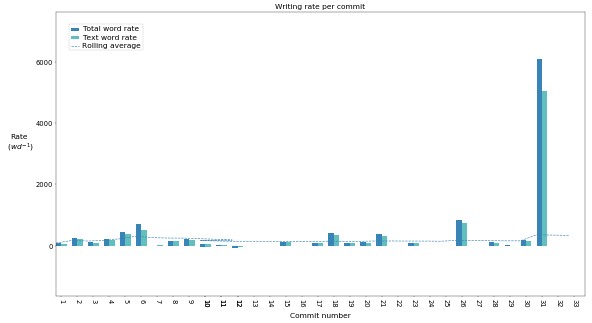 Writing rate per commit
Total word rate
Text word rate
Rolling average
6000
4000
2000
0
Rate
(wd⁻¹)
1 2 3 4 5 6 7 8 9 10 11 12 13 14 15 16 17 18 19 20 21 22 23 24 25 26 27 28 29 30 31 32 33
Commit number